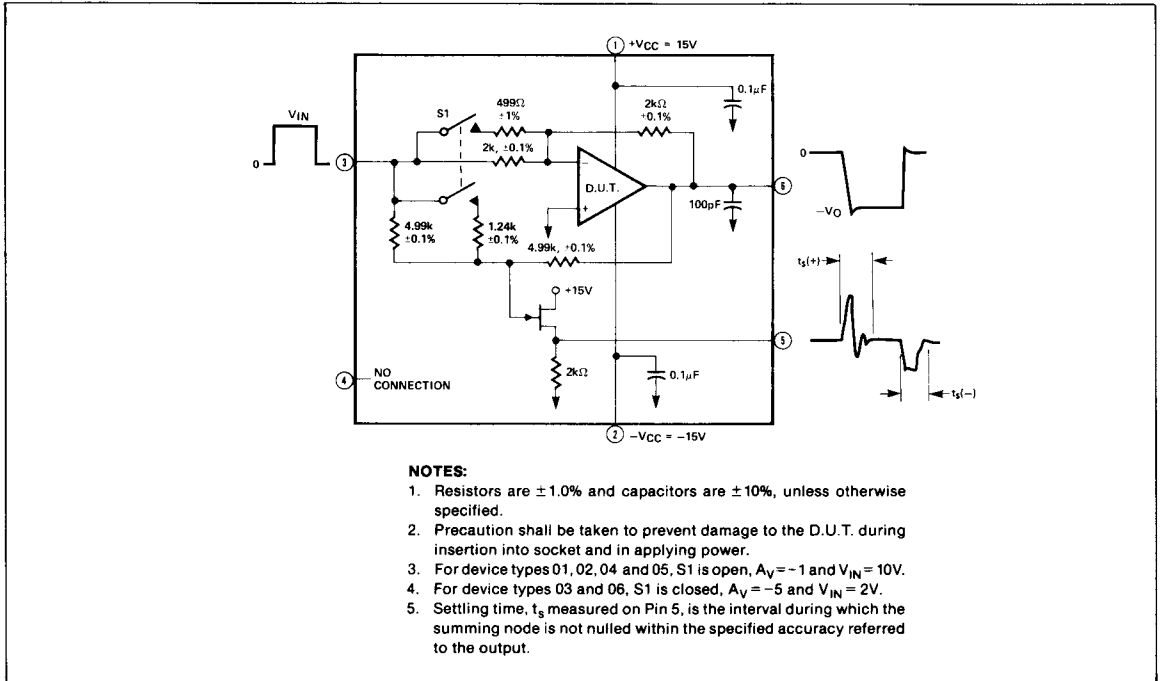 1 +VCC = 15V
0.1μF
S1
499Ω
±1%
2kΩ
±0.1%
VIN
0
3
2k, ±0.1%
−
D.U.T.
+
0
6
−VO
100pF
4.99k
±0.1%
1.24k
±0.1%
4.99k, ±0.1%
ts(+)
+15V
5
2kΩ
0.1μF
4 NO
CONNECTION
ts(−)
2 −VCC = −15V
NOTES:
1. Resistors are ±1.0% and capacitors are ±10%, unless otherwise
specified.
2. Precaution shall be taken to prevent damage to the D.U.T. during
insertion into socket and in applying power.
3. For device types 01, 02, 04 and 05, S1 is open, AV = −1 and VIN = 10V.
4. For device types 03 and 06, S1 is closed, AV = −5 and VIN = 2V.
5. Settling time, ts measured on Pin 5, is the interval during which the
summing node is not nulled within the specified accuracy referred
to the output.